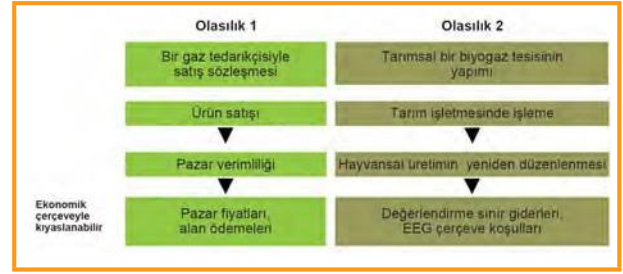 Olasılık 1
Olasılık 2
Bir gaz tedarikçisiyle
satış sözleşmesi
Tarımsal bir biyogaz tesisinin
yapımı
Ürün satışı
Tarım işletmesinde işleme
Pazar verimliliği
Hayvansal üretimin yeniden düzenlenmesi
Ekonomik
çerçeveyle
kıyaslanabilir
Pazar fiyatları,
alan ödemeleri
Değerlendirme sınır giderleri,
EEG çerçeve koşulları